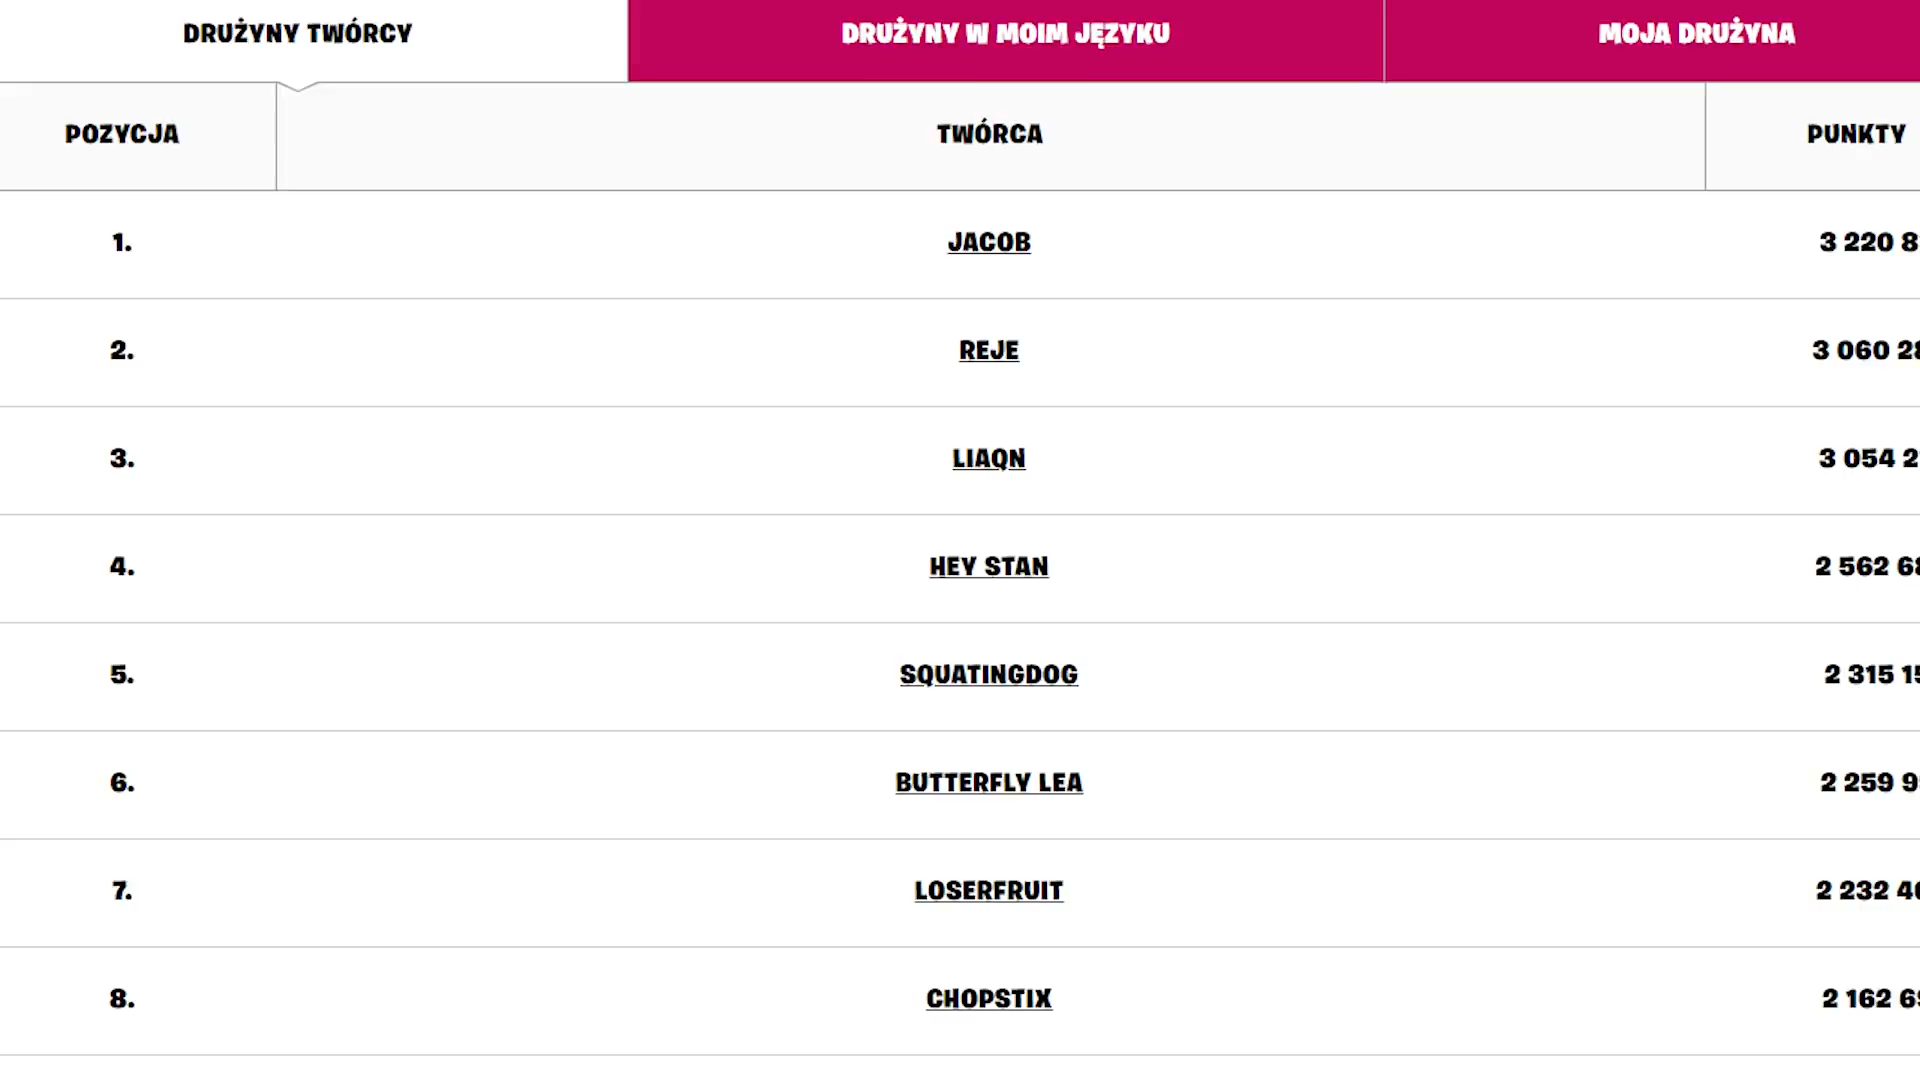 DRUŻYNY TWÓRCY DRUŻYNY W MOIM JĘZYKU MOJA DRUŻYNA
POZYCJA TWÓRCA PUNKTY
1. JACOB 3 220 8
2. REJE 3 060 28
3. LIAQN 3 054 2
4. HEY STAN 2 562 68
5. SQUATINGDOG 2 315 15
6. BUTTERFLY LEA 2 259 9
7. LOSERFRUIT 2 232 40
8. CHOPSTIX 2 162 69